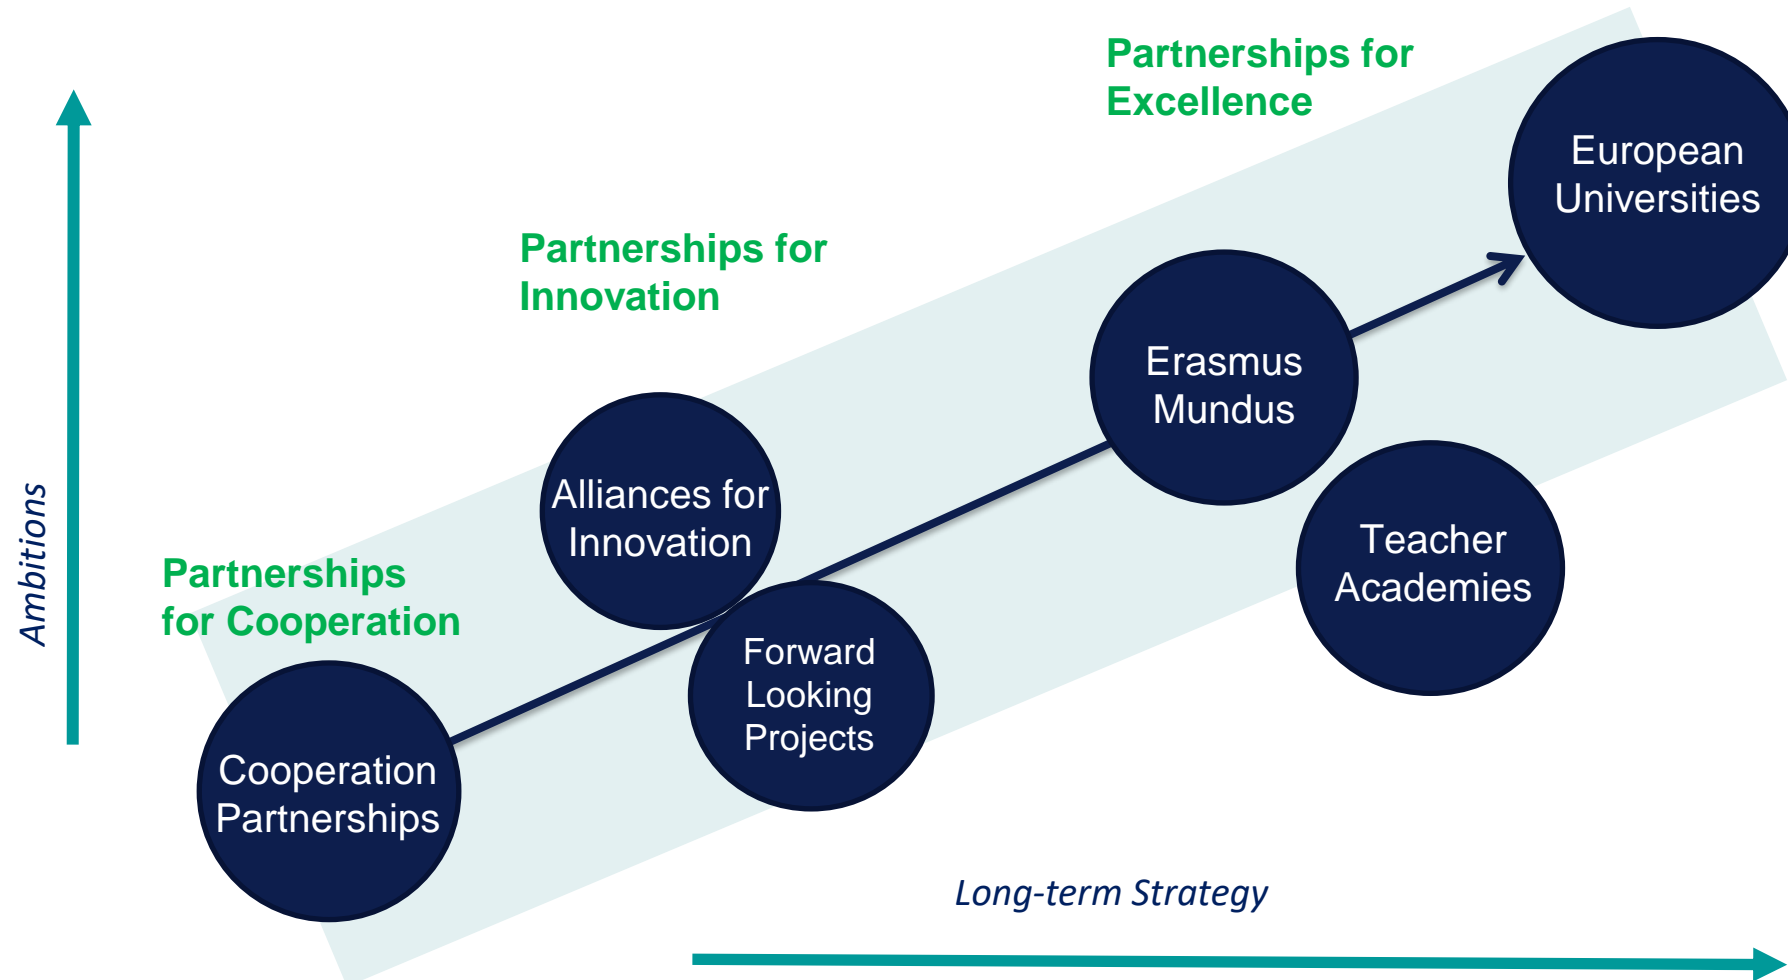 Partnerships for
Excellence
European
Universities
Partnerships for
Innovation
Erasmus
Mundus
Alliances for
Innovation
Teacher
Academies
Ambitions
Partnerships
for Cooperation
Forward
Looking
Projects
Cooperation
Partnerships
Long-term Strategy